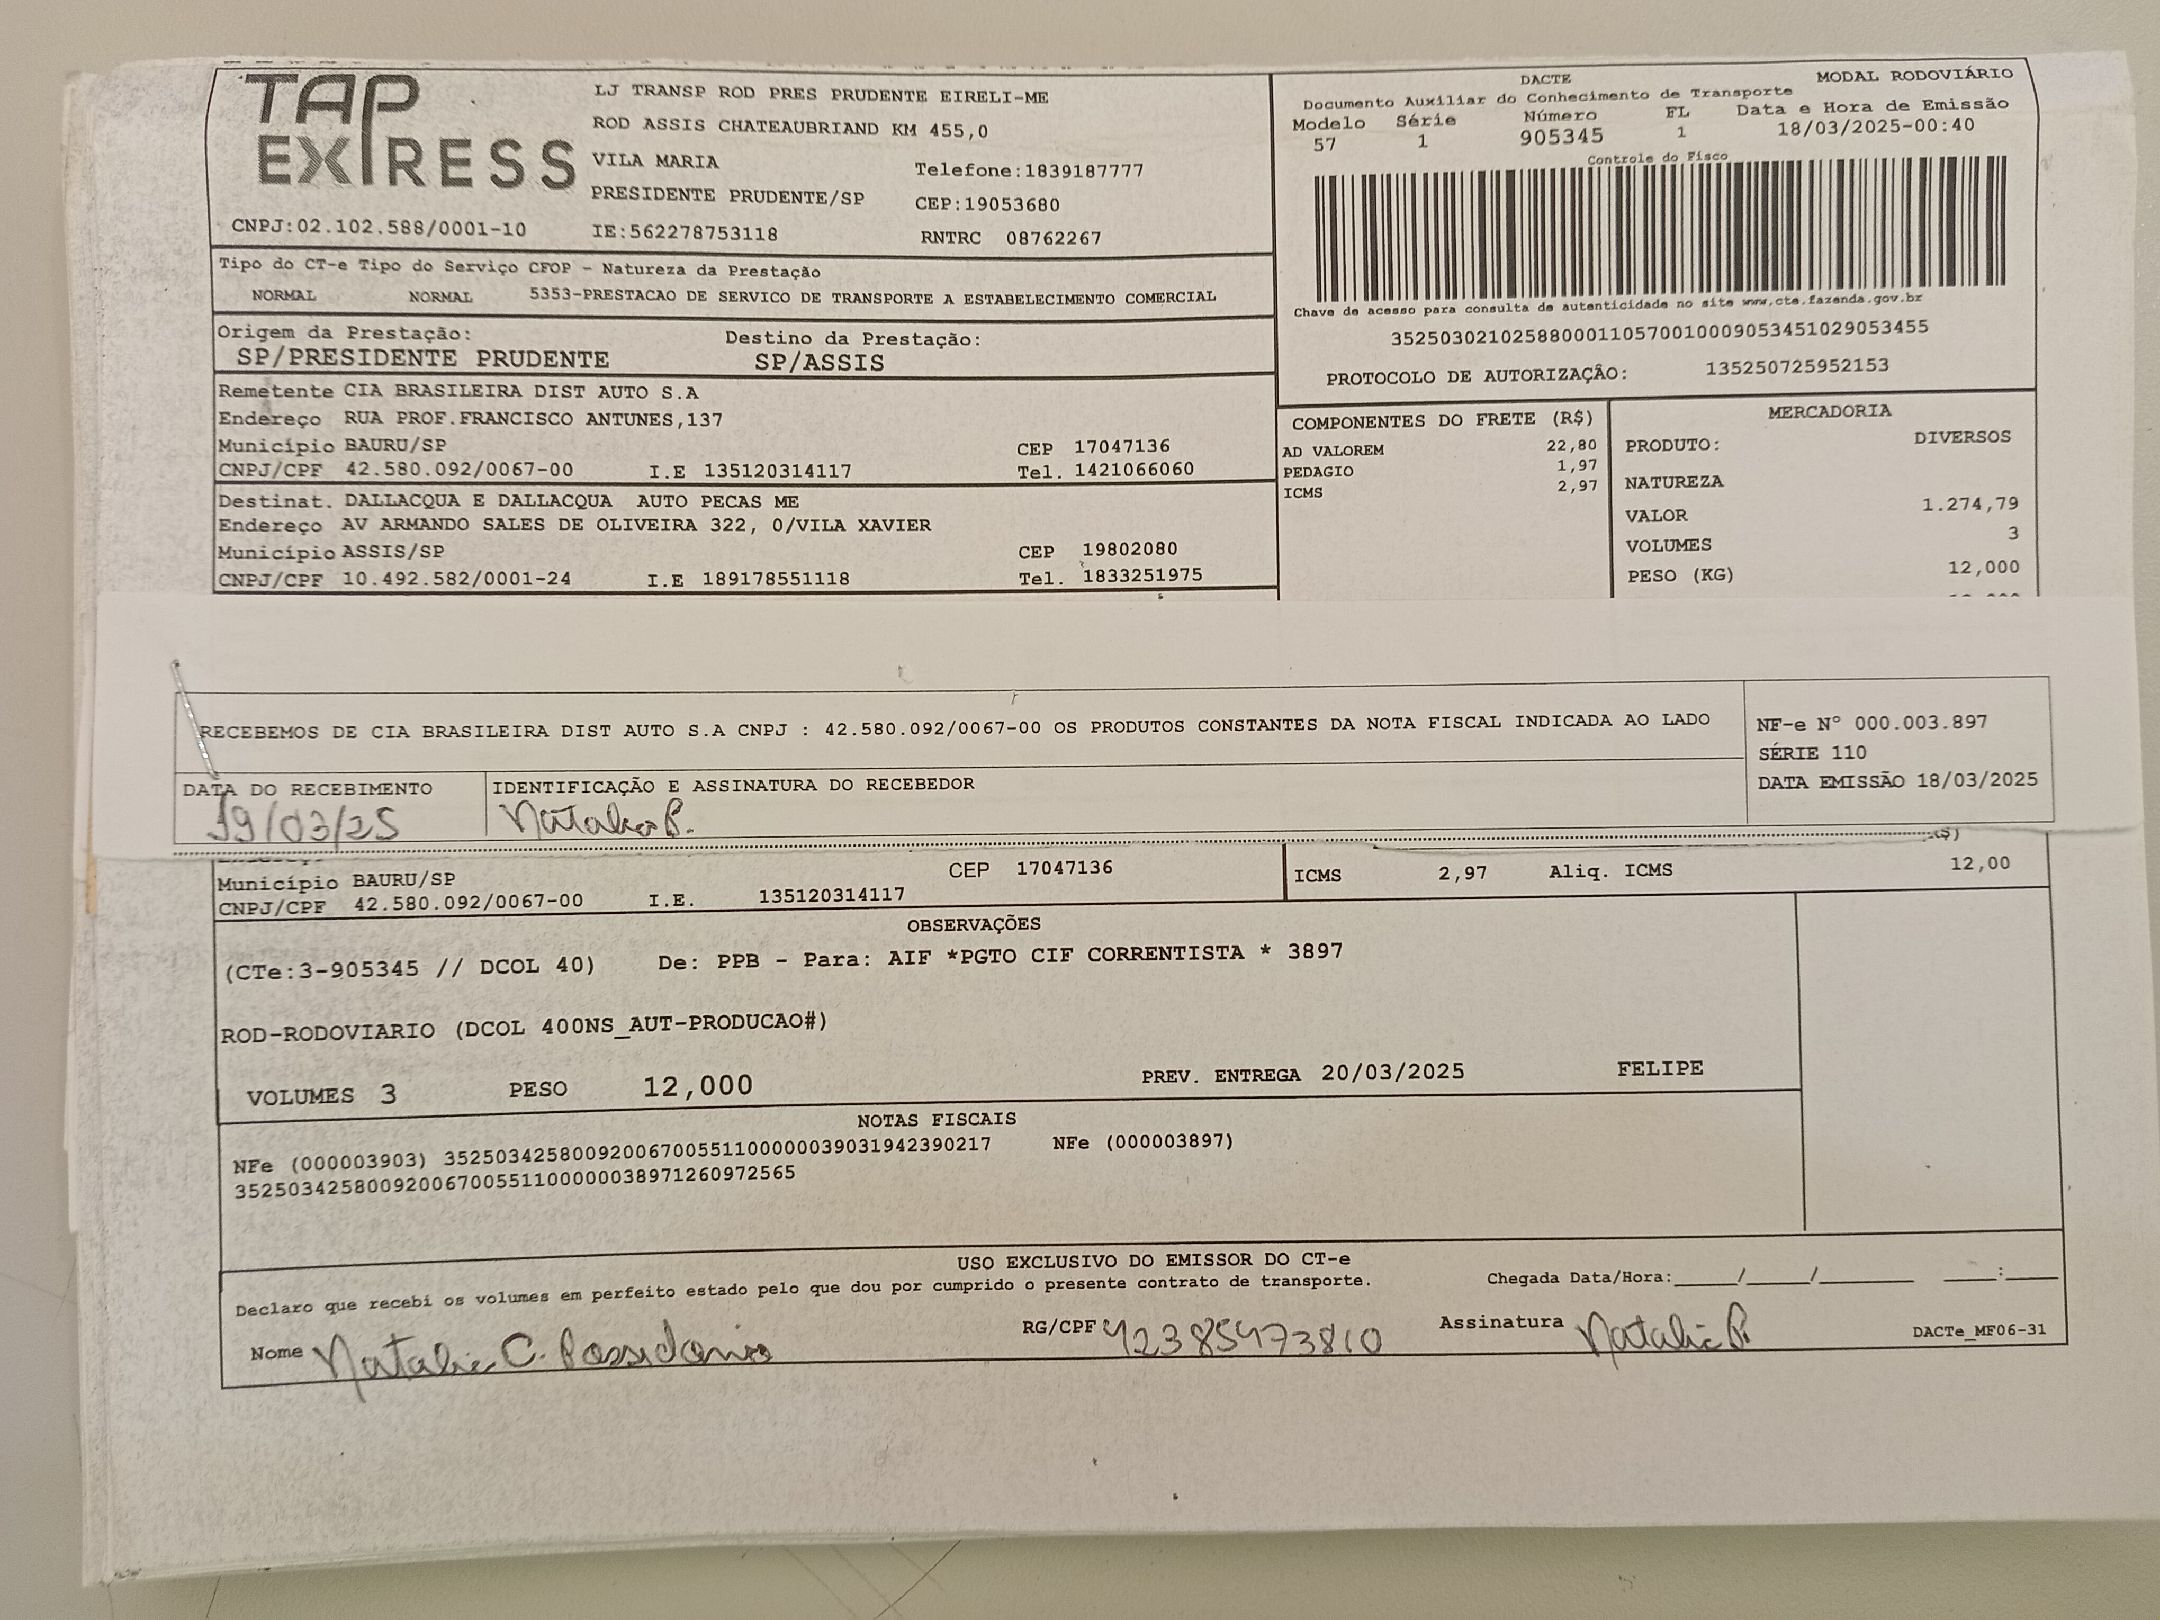 TAP EXPRESS
LJ TRANSP ROD PRES PRUDENTE EIRELI-ME
ROD ASSIS CHATEAUBRIAND KM 455,0
VILA MARIA
Telefone:1839187777
PRESIDENTE PRUDENTE/SP
CEP:19053680
CNPJ:02.102.588/0001-10
IE:562278753118
RNTRC 08762267
DACTE
MODAL RODOVIÁRIO
Documento Auxiliar do Conhecimento de Transporte
Modelo Série Número FL Data e Hora de Emissão
57 1 905345 1 18/03/2025-00:40
Controle do Fisco
Chave de acesso para consulta de autenticidade no site www.cte.fazenda.gov.br
35250302102588000110570010009053451029053455
PROTOCOLO DE AUTORIZAÇÃO: 135250725952153
Tipo do CT-e Tipo do Serviço CFOP - Natureza da Prestação
NORMAL NORMAL 5353-PRESTACAO DE SERVICO DE TRANSPORTE A ESTABELECIMENTO COMERCIAL
Origem da Prestação: Destino da Prestação:
SP/PRESIDENTE PRUDENTE SP/ASSIS
Remetente CIA BRASILEIRA DIST AUTO S.A
Endereço RUA PROF.FRANCISCO ANTUNES,137
Município BAURU/SP CEP 17047136
CNPJ/CPF 42.580.092/0067-00 I.E 135120314117 Tel. 1421066060
Destinat. DALLACQUA E DALLACQUA AUTO PECAS ME
Endereço AV ARMANDO SALES DE OLIVEIRA 322, 0/VILA XAVIER
Município ASSIS/SP CEP 19802080
CNPJ/CPF 10.492.582/0001-24 I.E 189178551118 Tel. 1833251975
COMPONENTES DO FRETE (R$)
AD VALOREM 22,80
PEDAGIO 1,97
ICMS 2,97
MERCADORIA
PRODUTO: DIVERSOS
NATUREZA
VALOR 1.274,79
VOLUMES 3
PESO (KG) 12,000
RECEBEMOS DE CIA BRASILEIRA DIST AUTO S.A CNPJ : 42.580.092/0067-00 OS PRODUTOS CONSTANTES DA NOTA FISCAL INDICADA AO LADO
NF-e N° 000.003.897
SÉRIE 110
DATA EMISSÃO 18/03/2025
DATA DO RECEBIMENTO IDENTIFICAÇÃO E ASSINATURA DO RECEBEDOR
19/03/25 Natalie P.
Município BAURU/SP CEP 17047136
CNPJ/CPF 42.580.092/0067-00 I.E. 135120314117
ICMS 2,97 Aliq. ICMS 12,00
OBSERVAÇÕES
(CTe:3-905345 // DCOL 40) De: PPB - Para: AIF *PGTO CIF CORRENTISTA * 3897
ROD-RODOVIARIO (DCOL 400NS_AUT-PRODUCAO#)
VOLUMES 3 PESO 12,000 PREV. ENTREGA 20/03/2025 FELIPE
NOTAS FISCAIS
NFe (000003903) 35250342580092006700551100000039031942390217 NFe (000003897)
35250342580092006700551100000038971260972565
USO EXCLUSIVO DO EMISSOR DO CT-e
Declaro que recebi os volumes em perfeito estado pelo que dou por cumprido o presente contrato de transporte.
Chegada Data/Hora:_____/_____/_______ ____:____
Nome Natalie C. Possidonio RG/CPF 42385473810 Assinatura Natalie P.
DACTe_MF06-31